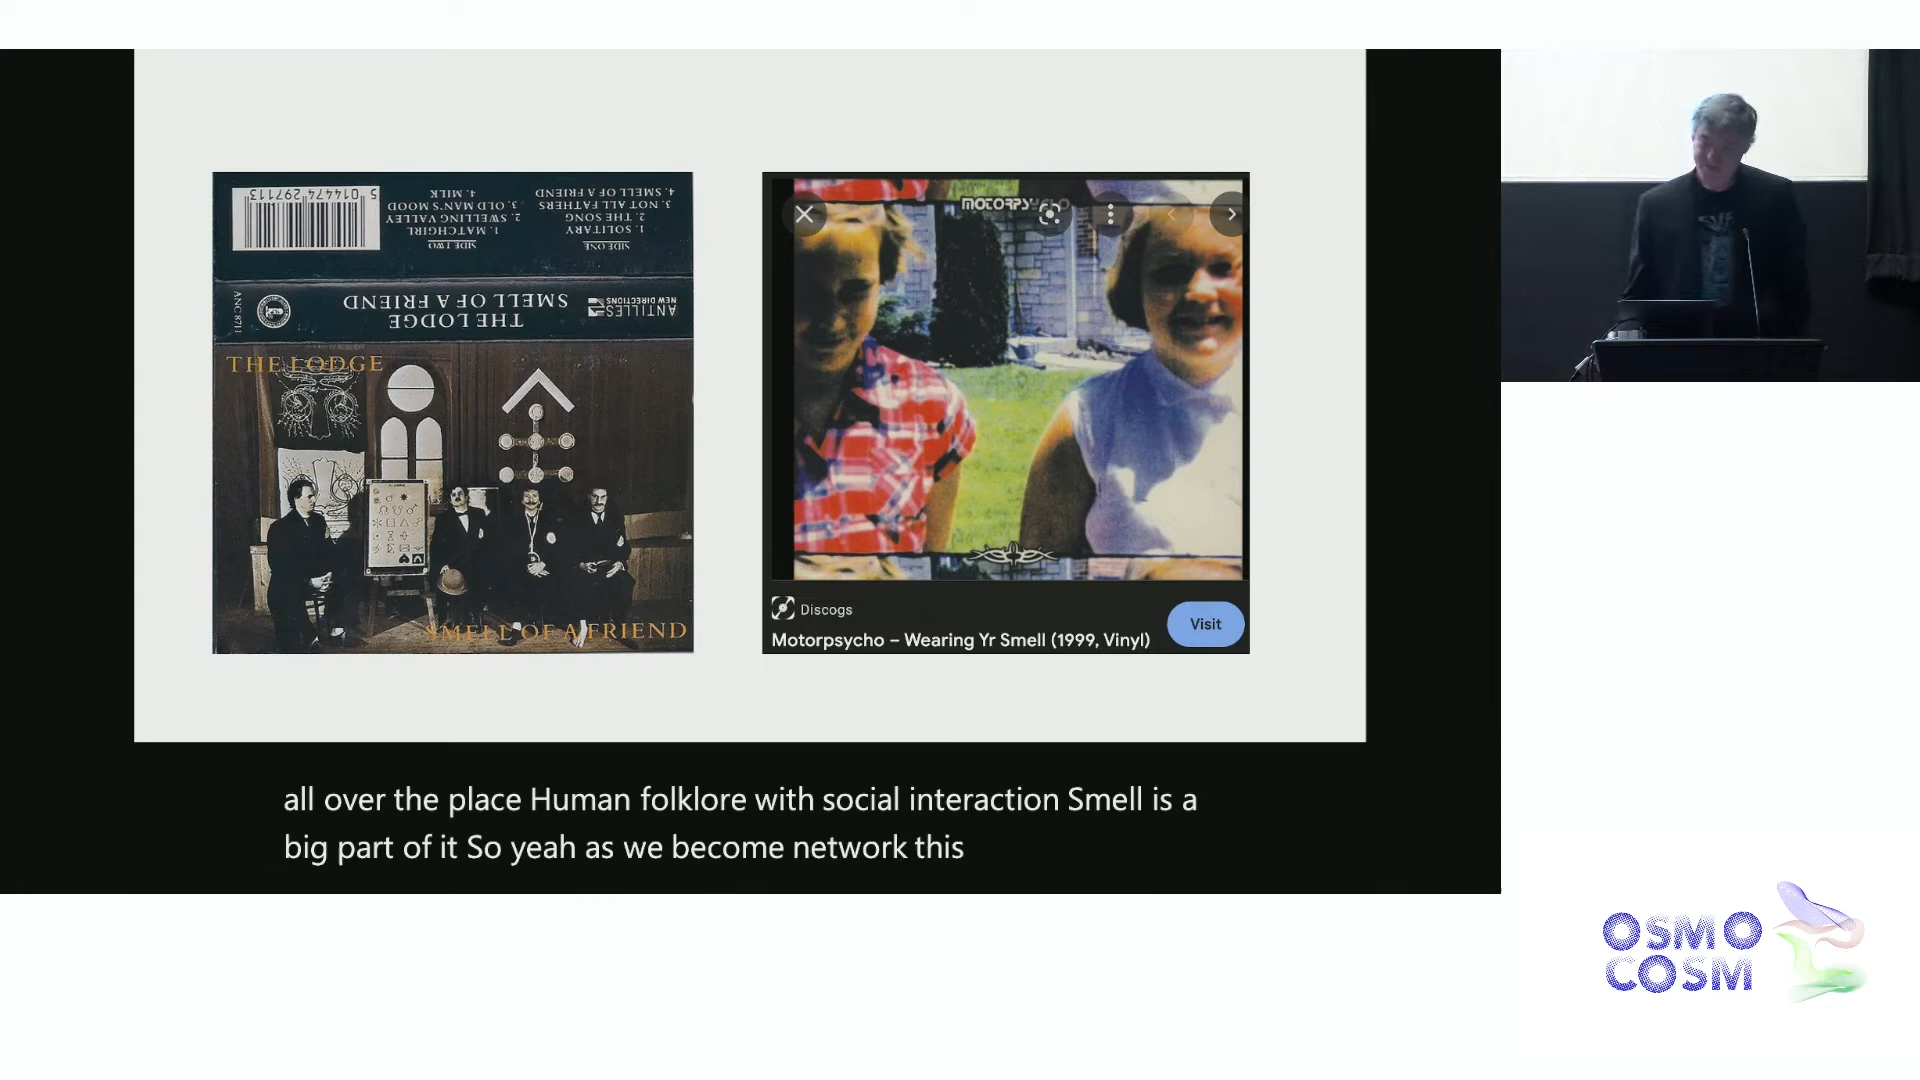 5 014474 297113
4. MILK
3. OLD MAN'S MOOD
2. SWELLING VALLEY
1. MATCHGIRL
SIDE TWO
4. SMELL OF A FRIEND
3. NOT ALL FATHERS
2. THE SONG
1. SOLITARY
SIDE ONE
ANC 8711
SMELL OF A FRIEND
THE LODGE
ANTILLES
NEW DIRECTIONS
THE LODGE
SMELL OF A FRIEND
MOTORPSYCHO
Discogs
Motorpsycho – Wearing Yr Smell (1999, Vinyl)
Visit
all over the place Human folklore with social interaction Smell is a
big part of it So yeah as we become network this
OSMO
COSM